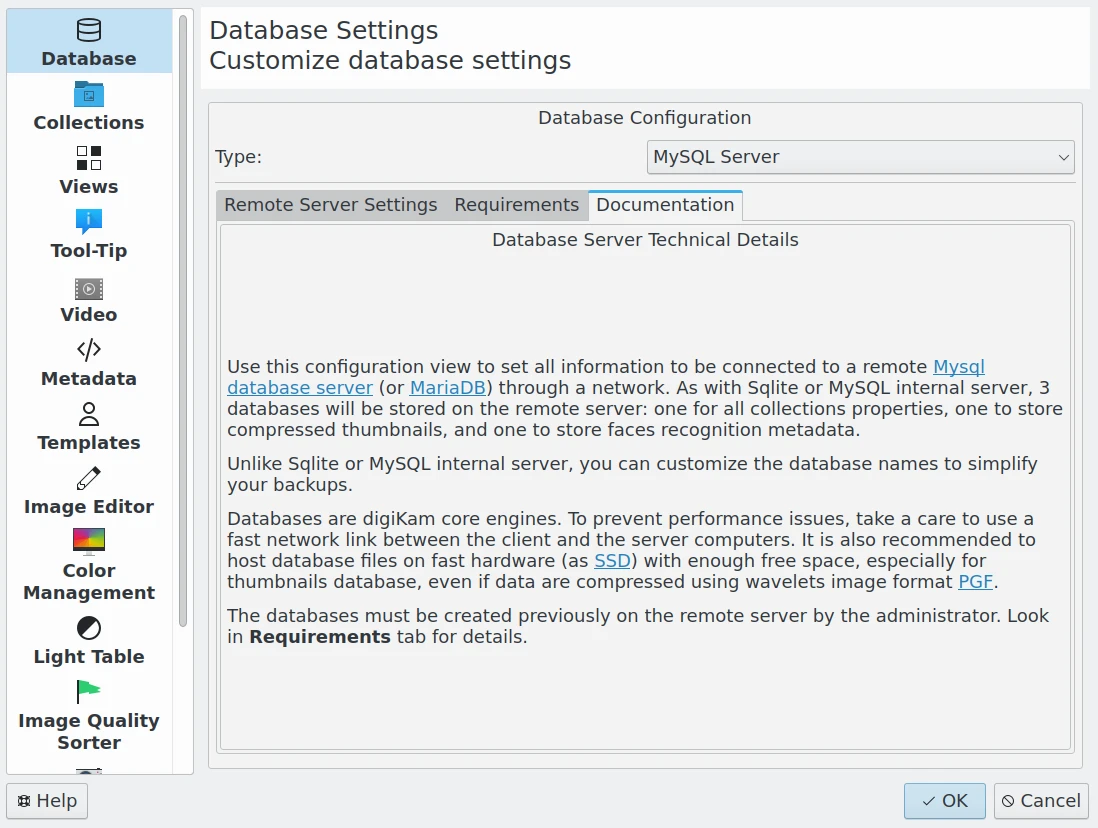 Database
Collections
Views
Tool-Tip
Video
Metadata
Templates
Image Editor
Color
Management
Light Table
Image Quality
Sorter
Database Settings
Customize database settings
Database Configuration
Type:
MySQL Server
Remote Server Settings
Requirements
Documentation
Database Server Technical Details
Use this configuration view to set all information to be connected to a remote Mysql
database server (or MariaDB) through a network. As with Sqlite or MySQL internal server, 3
databases will be stored on the remote server: one for all collections properties, one to store
compressed thumbnails, and one to store faces recognition metadata.
Unlike Sqlite or MySQL internal server, you can customize the database names to simplify
your backups.
Databases are digiKam core engines. To prevent performance issues, take a care to use a
fast network link between the client and the server computers. It is also recommended to
host database files on fast hardware (as SSD) with enough free space, especially for
thumbnails database, even if data are compressed using wavelets image format PGF.
The databases must be created previously on the remote server by the administrator. Look
in Requirements tab for details.
Help
OK
Cancel